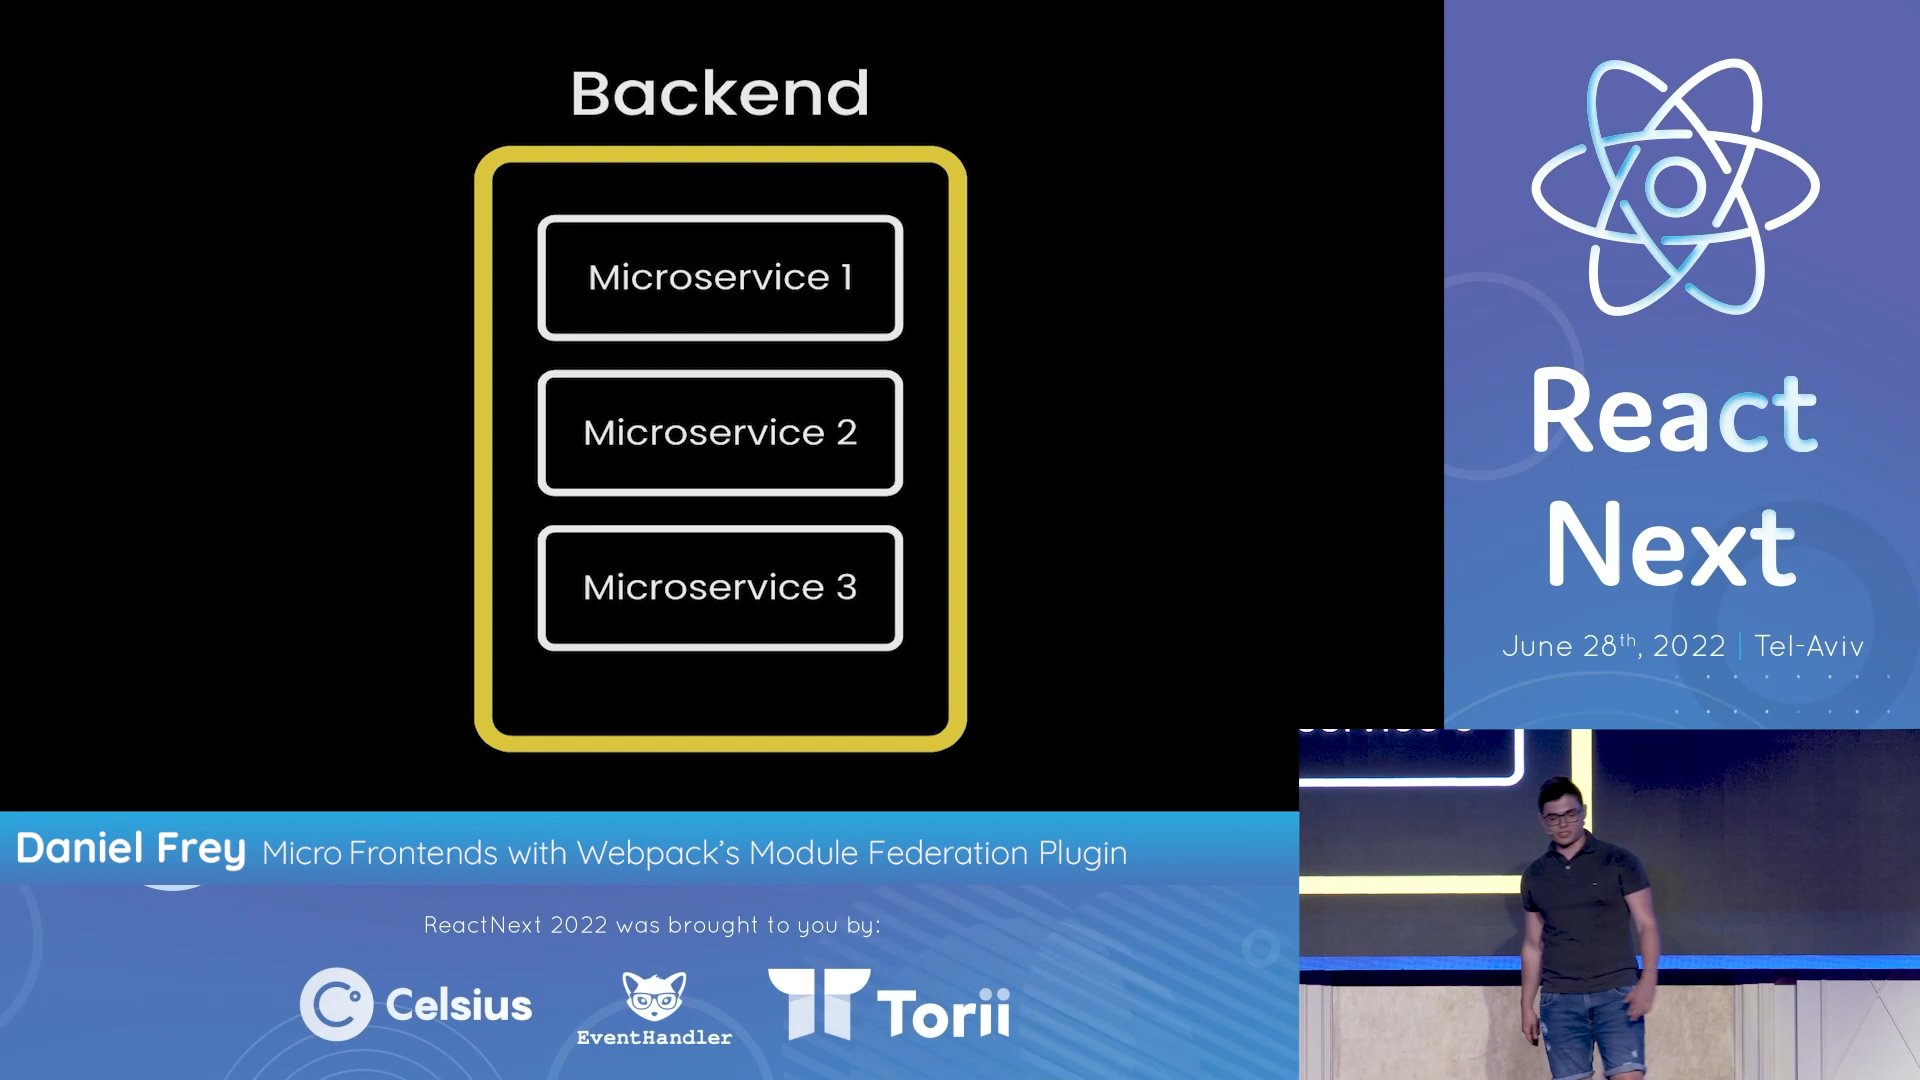 Backend
Microservice 1
Microservice 2
Microservice 3
React
Next
June 28th, 2022 | Tel-Aviv
Daniel Frey Micro Frontends with Webpack’s Module Federation Plugin
ReactNext 2022 was brought to you by:
Celsius
EventHandler
Torii